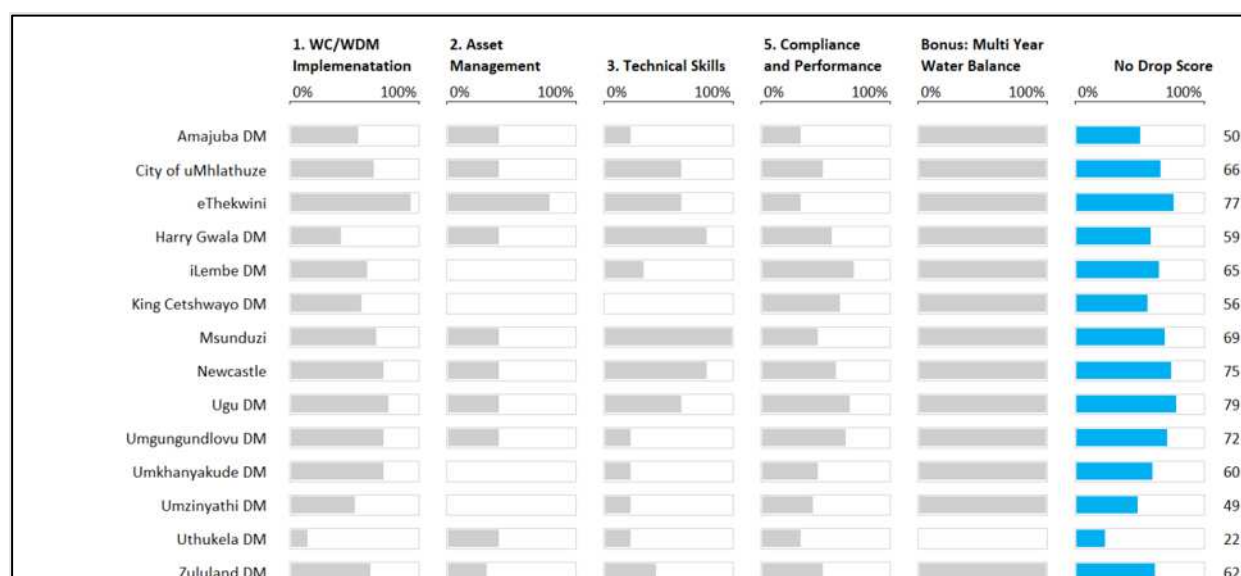 1. WC/WDM Implemenatation
2. Asset Management
3. Technical Skills
5. Compliance and Performance
Bonus: Multi Year Water Balance
No Drop Score
0% 100% 0% 100% 0% 100% 0% 100% 0% 100% 0% 100%
Amajuba DM 50
City of uMhlathuze 66
eThekwini 77
Harry Gwala DM 59
iLembe DM 65
King Cetshwayo DM 56
Msunduzi 69
Newcastle 75
Ugu DM 79
Umgungundlovu DM 72
Umkhanyakude DM 60
Umzinyathi DM 49
Uthukela DM 22
Zululand DM 62